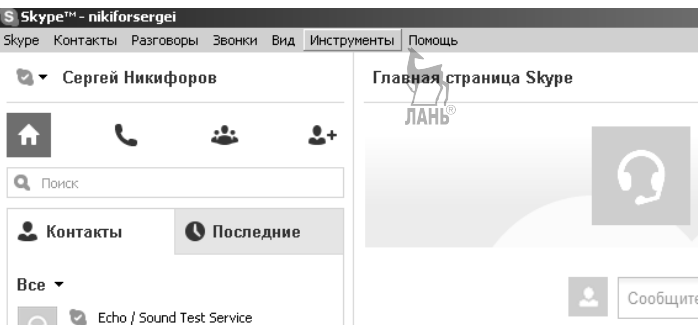 Skype™ - nikiforsergei
Skype Контакты Разговоры Звонки Вид Инструменты Помощь
Сергей Никифоров
Главная страница Skype
ЛАНЬ®
Поиск
Контакты
Последние
Все
Сообщите
Echo / Sound Test Service